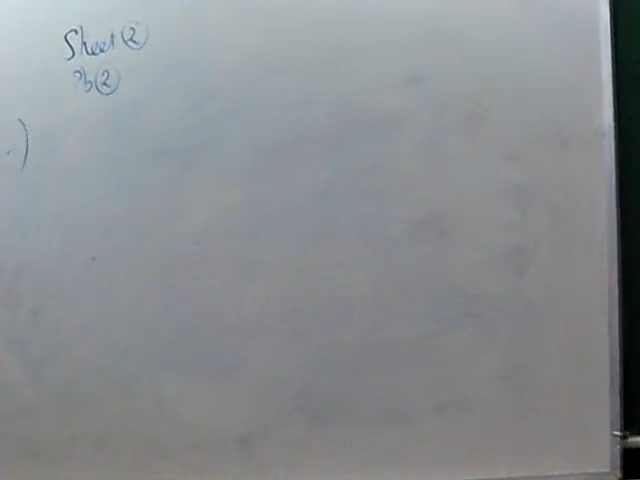 Sheet ②
Pb ②
.)